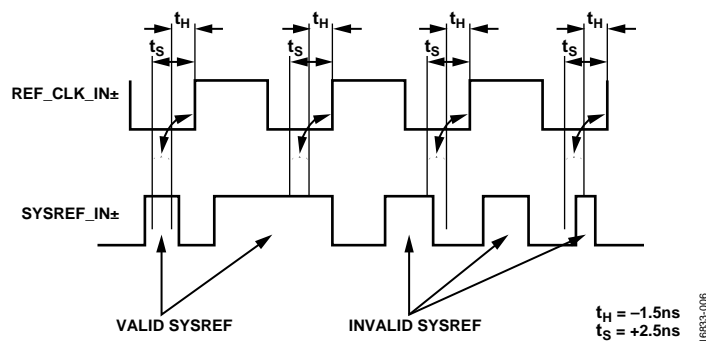 tH tH tH tH
tS tS tS tS
REF_CLK_IN±
SYSREF_IN±
VALID SYSREF INVALID SYSREF
tH = –1.5ns
tS = +2.5ns
16833-006